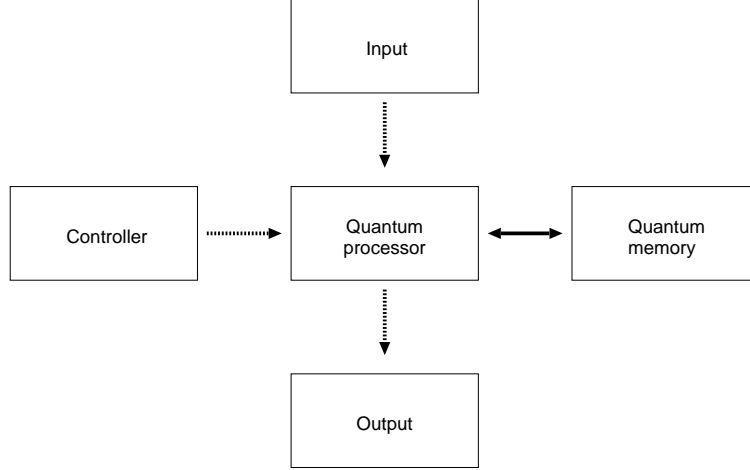 Input
Controller
Quantum
processor
Quantum
memory
Output